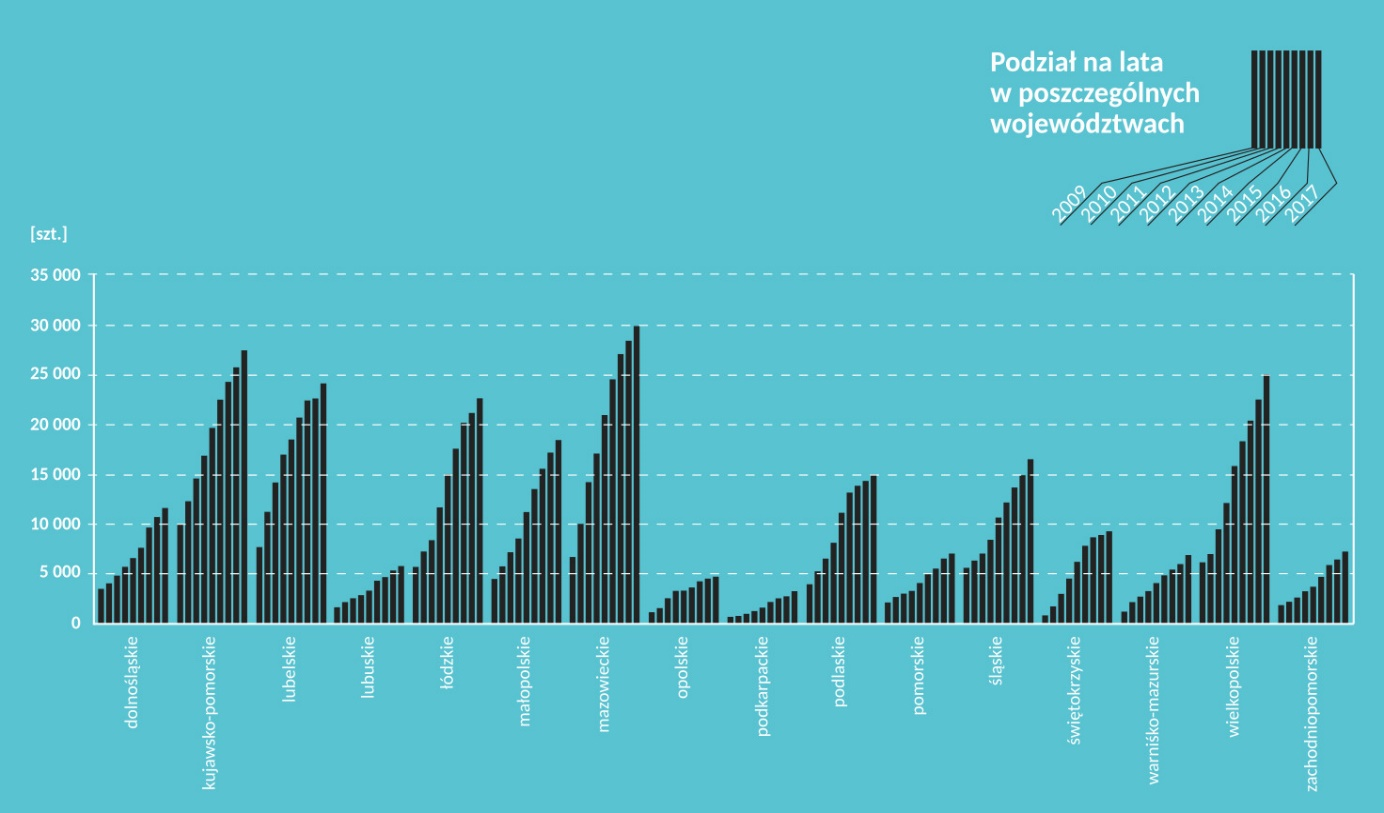 Podział na lata
w poszczególnych
województwach
2009
2010
2011
2012
2013
2014
2015
2016
2017
[szt.]
35 000
30 000
25 000
20 000
15 000
10 000
5 000
0
dolnośląskie
kujawsko-pomorskie
lubelskie
lubuskie
łódzkie
małopolskie
mazowieckie
opolskie
podkarpackie
podlaskie
pomorskie
śląskie
świętokrzyskie
warniśko-mazurskie
wielkopolskie
zachodniopomorskie